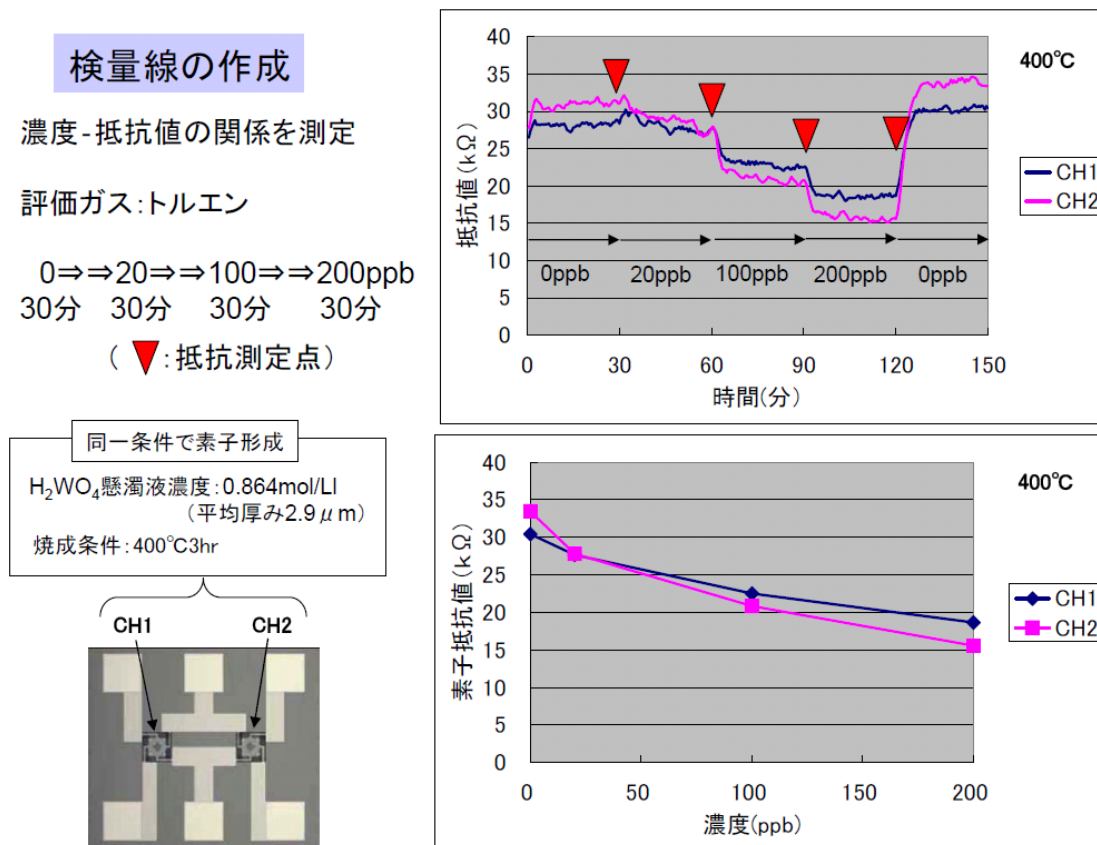 検量線の作成
濃度-抵抗値の関係を測定
評価ガス:トルエン
0⇒⇒20⇒⇒100⇒⇒200ppb
30分 30分 30分 30分
( ▼:抵抗測定点)
同一条件で素子形成
H₂WO₄懸濁液濃度:0.864mol/Ll
(平均厚み2.9μm)
焼成条件:400℃3hr
CH1 CH2
400℃
抵抗値(kΩ)
40
35
30
25
20
15
10
5
0
0ppb 20ppb 100ppb 200ppb 0ppb
0 30 60 90 120 150
時間(分)
CH1
CH2
400℃
素子抵抗値(kΩ)
40
35
30
25
20
15
10
5
0
0 50 100 150 200
濃度(ppb)
CH1
CH2